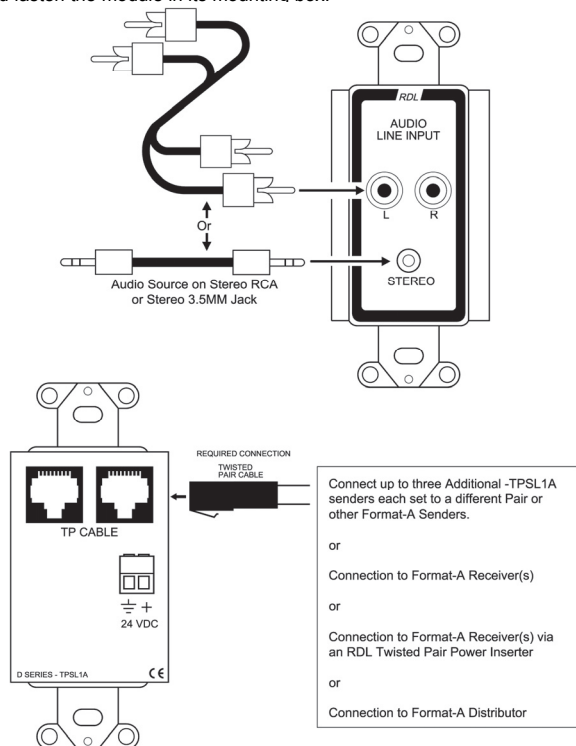 d fasten the module in its mounting box.
RDL
AUDIO
LINE INPUT
L
R
Or
STEREO
Audio Source on Stereo RCA
or Stereo 3.5MM Jack
REQUIRED CONNECTION
TWISTED
PAIR CABLE
TP CABLE
+
24 VDC
D SERIES - TPSL1A
CE
Connect up to three Additional -TPSL1A
senders each set to a different Pair or
other Format-A Senders.
or
Connection to Format-A Receiver(s)
or
Connection to Format-A Receiver(s) via
an RDL Twisted Pair Power Inserter
or
Connection to Format-A Distributor